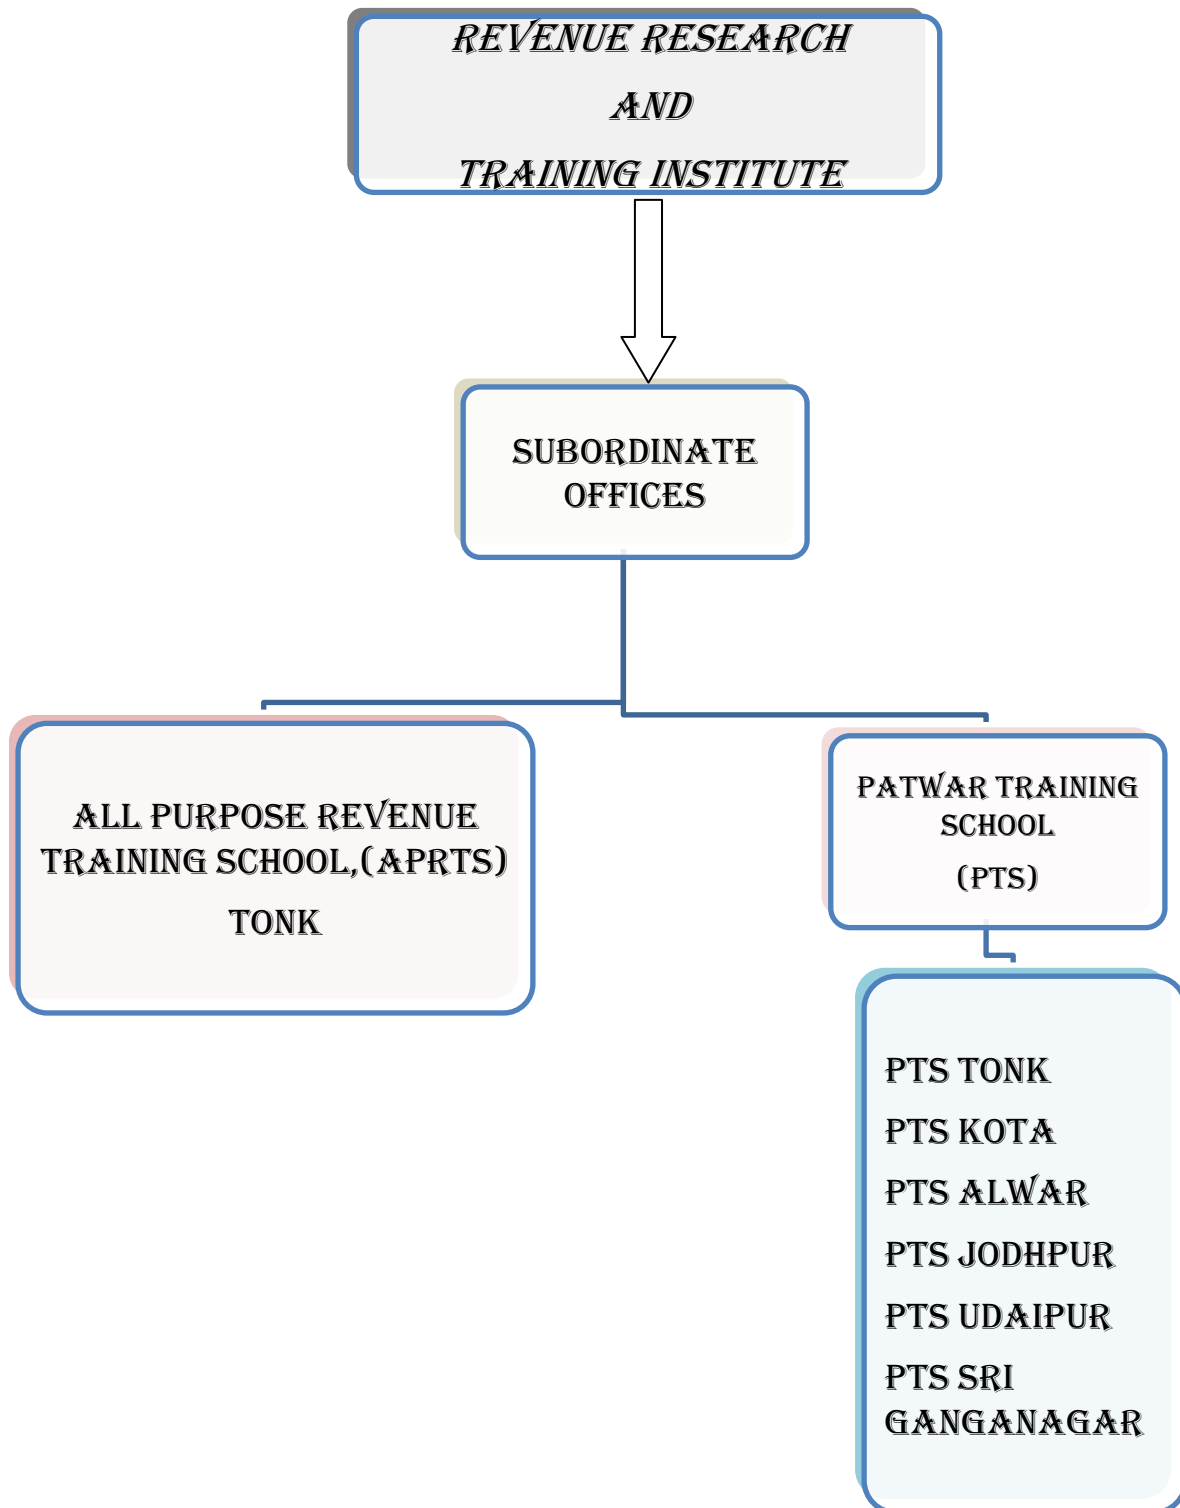 REVENUE RESEARCH
AND
TRAINING INSTITUTE
SUBORDINATE
OFFICES
ALL PURPOSE REVENUE
TRAINING SCHOOL,(APRTS)
TONK
PATWAR TRAINING
SCHOOL
(PTS)
PTS TONK
PTS KOTA
PTS ALWAR
PTS JODHPUR
PTS UDAIPUR
PTS SRI
GANGANAGAR